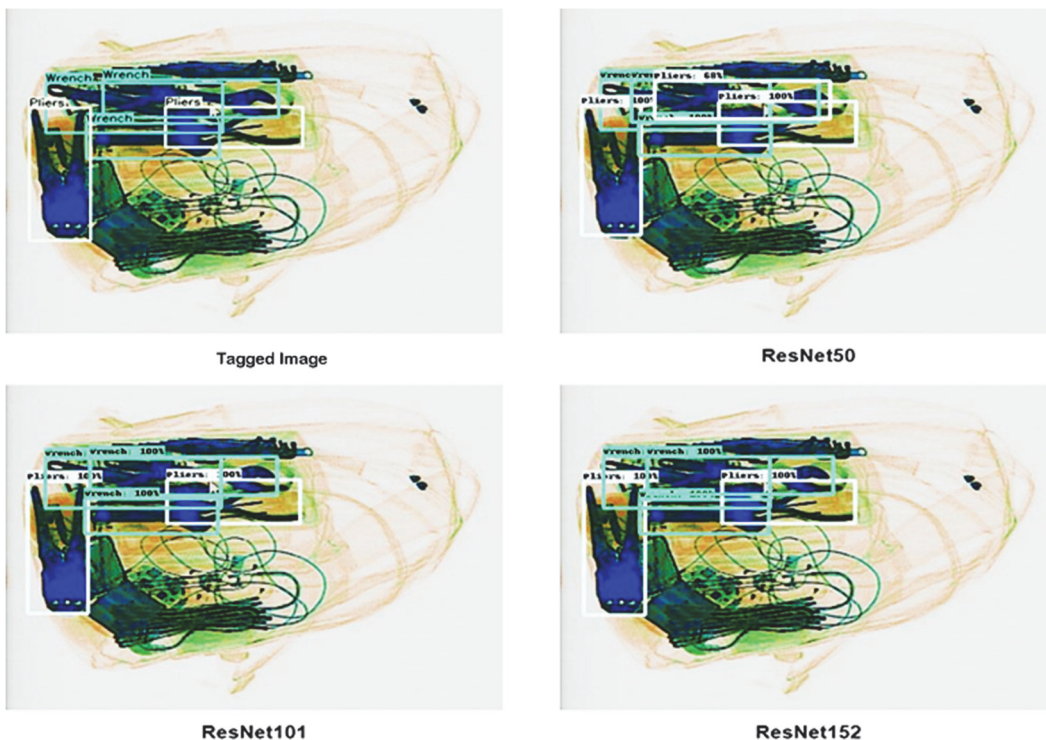 Wrench
Wrench
Pliers
Pliers
Wrench
Tagged Image
Pliers: 68%
Pliers: 100%
Pliers: 100%
ResNet50
wrench: 100%
Pliers: 100%
Pliers: 100%
wrench: 100%
ResNet101
wrench: 100%
Pliers: 100%
Pliers: 100%
ResNet152